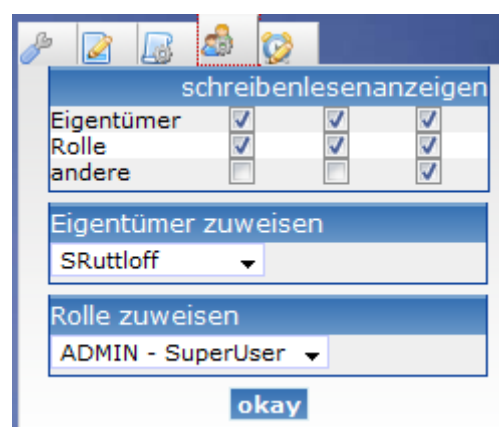 schreibenlesenanzeigen
Eigentümer
Rolle
andere
Eigentümer zuweisen
SRuttloff
Rolle zuweisen
ADMIN - SuperUser
okay